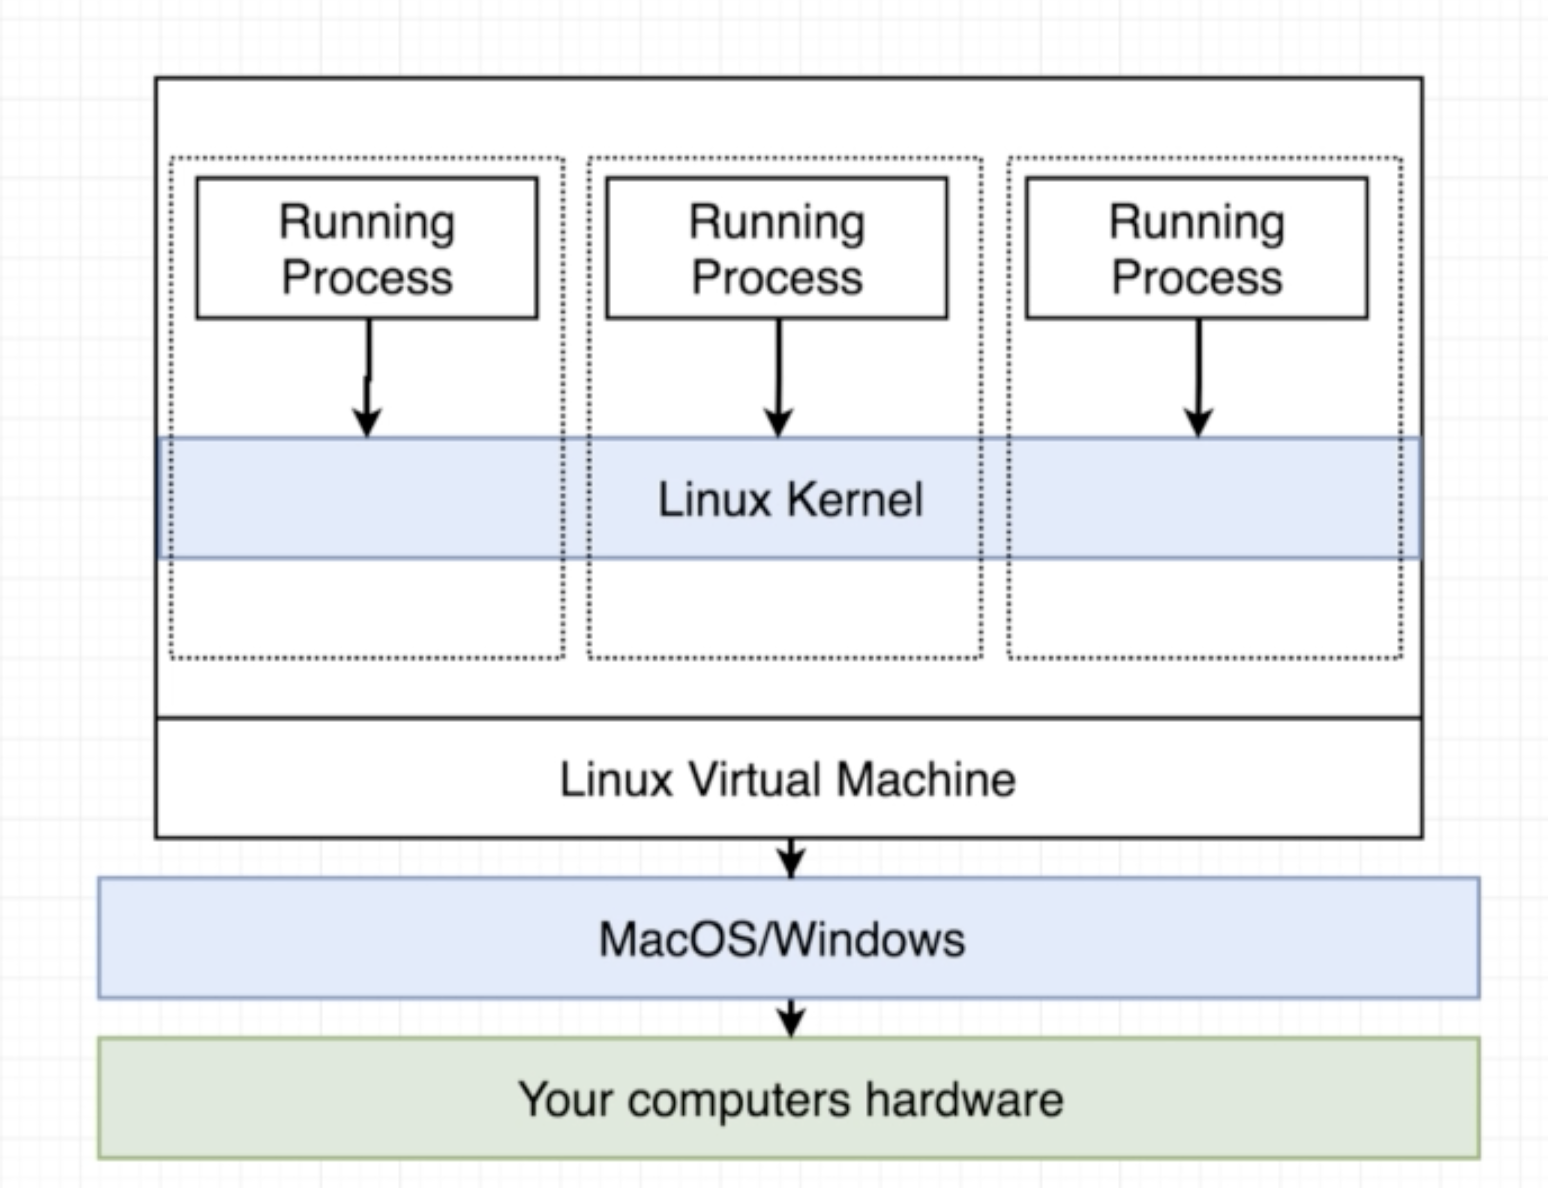 Running
Process
Running
Process
Running
Process
Linux Kernel
Linux Virtual Machine
MacOS/Windows
Your computers hardware